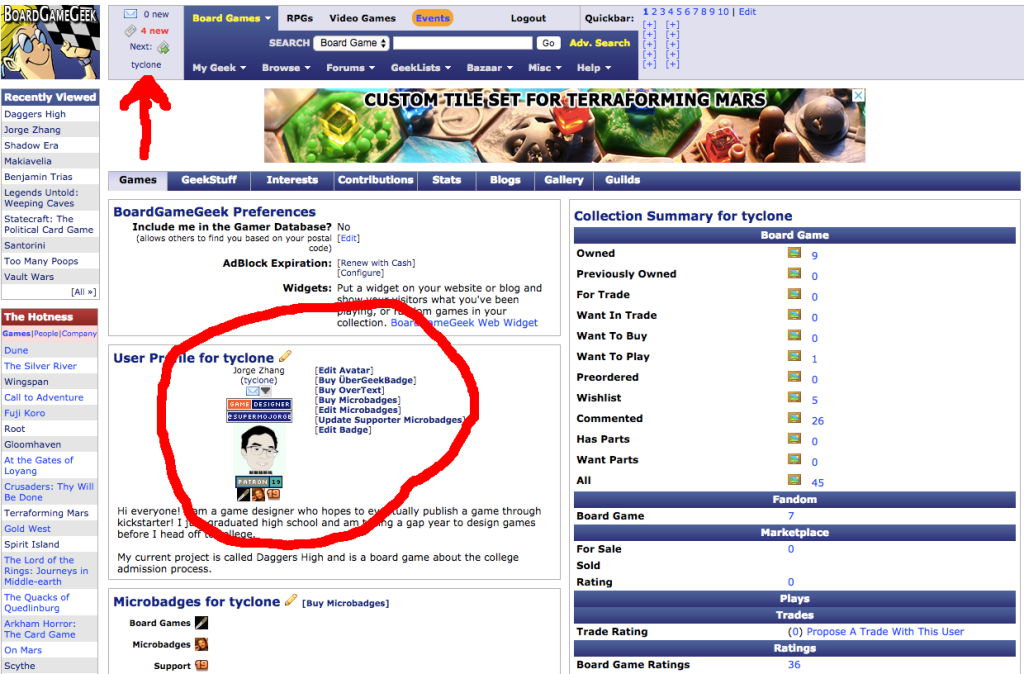 BOARDGAMEGEEK
0 new
4 new
Next:
tyclone
Board Games
RPGs
Video Games
Events
Logout
Quickbar:
1 2 3 4 5 6 7 8 9 10 | Edit
[+] [+]
[+] [+]
[+] [+]
[+] [+]
[+] [+]
SEARCH Board Game Go Adv. Search
My Geek Browse Forums GeekLists Bazaar Misc Help
CUSTOM TILE SET FOR TERRAFORMING MARS
Recently Viewed
Daggers High
Jorge Zhang
Shadow Era
Makiavelia
Benjamin Trias
Legends Untold:
Weeping Caves
Statecraft: The
Political Card Game
Santorini
Too Many Poops
Vault Wars
[All »]
The Hotness
Games|People|Company
Dune
The Silver River
Wingspan
Call to Adventure
Fuji Koro
Root
Gloomhaven
At the Gates of
Loyang
Crusaders: Thy Will
Be Done
Terraforming Mars
Gold West
Spirit Island
The Lord of the
Rings: Journeys in
Middle-earth
The Quacks of
Quedlinburg
Arkham Horror:
The Card Game
On Mars
Scythe
Games GeekStuff Interests Contributions Stats Blogs Gallery Guilds
BoardGameGeek Preferences
Include me in the Gamer Database? No
(allows others to find you based on your postal [Edit]
code)
AdBlock Expiration: [Renew with Cash]
[Configure]
Widgets: Put a widget on your website or blog and
show your visitors what you've been
playing, or random games in your
collection. BoardGameGeek Web Widget
User Profile for tyclone
Jorge Zhang
(tyclone)
GAME DESIGNER
@SUPERMOJORGE
PATRON 19
[Edit Avatar]
[Buy ÜberGeekBadge]
[Buy OverText]
[Buy Microbadges]
[Edit Microbadges]
[Update Supporter Microbadges]
[Edit Badge]
Hi everyone! I am a game designer who hopes to eventually publish a game through
kickstarter! I just graduated high school and am taking a gap year to design games
before I head off to college.
My current project is called Daggers High and is a board game about the college
admission process.
Microbadges for tyclone [Buy Microbadges]
Board Games
Microbadges
Support 19
Collection Summary for tyclone
Board Game
Owned 9
Previously Owned 0
For Trade 0
Want In Trade 0
Want To Buy 0
Want To Play 1
Preordered 0
Wishlist 5
Commented 26
Has Parts 0
Want Parts 0
All 45
Fandom
Board Game 7
Marketplace
For Sale 0
Sold
Rating 0
Plays
Trades
Trade Rating (0) Propose A Trade With This User
Ratings
Board Game Ratings 36